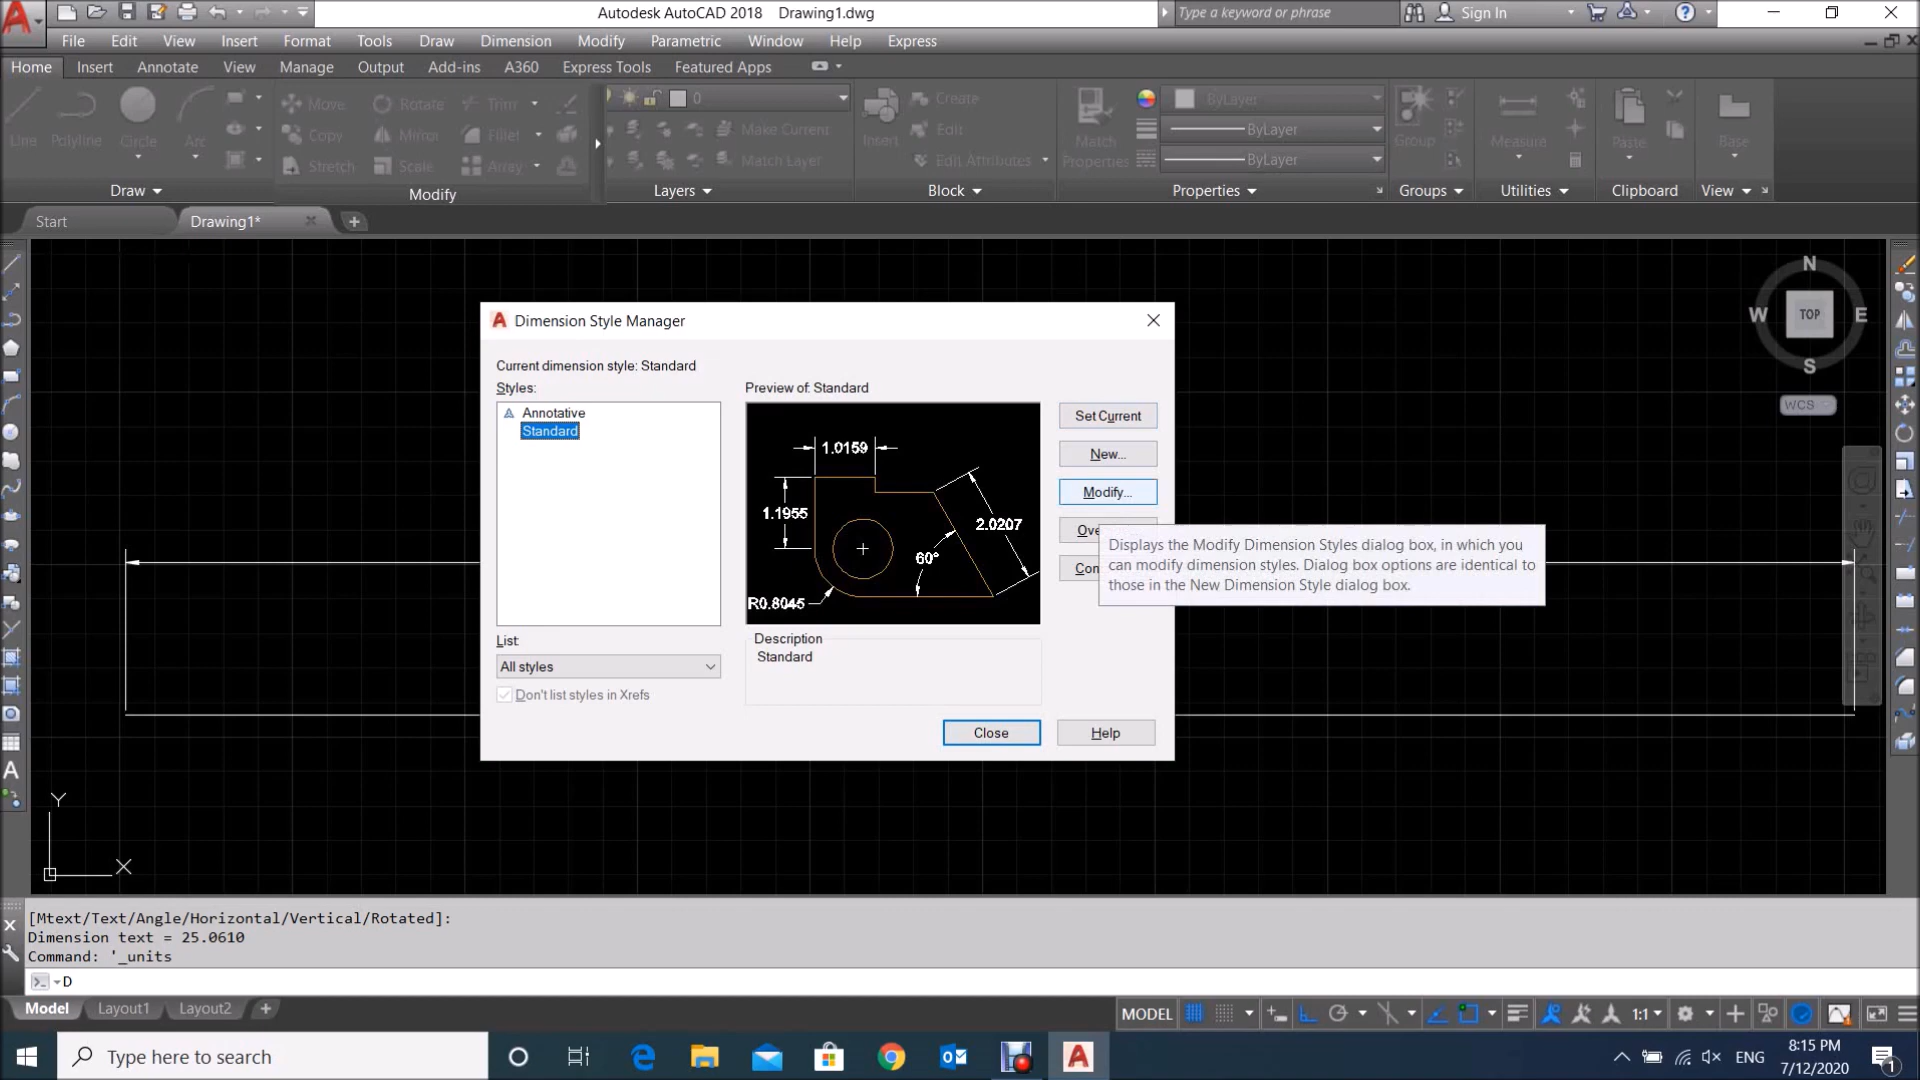 Autodesk AutoCAD 2018 Drawing1.dwg
Type a keyword or phrase
Sign In
File Edit View Insert Format Tools Draw Dimension Modify Parametric Window Help Express
Home Insert Annotate View Manage Output Add-ins A360 Express Tools Featured Apps
Line Polyline Circle Arc
Move Rotate Trim
Copy Mirror Fillet
Stretch Scale Array
0
Make Current
Match Layer
Insert
Create
Edit
Edit Attributes
Match Properties
ByLayer
ByLayer
ByLayer
Group
Measure
Paste
Base
Draw Modify Layers Block Properties Groups Utilities Clipboard View
Start Drawing1*
N
W TOP E
S
WCS
Dimension Style Manager
Current dimension style: Standard
Styles:
Annotative
Standard
Preview of: Standard
1.0159
1.1955
2.0207
60°
R0.8045
Set Current
New...
Modify...
Ove
Con
Displays the Modify Dimension Styles dialog box, in which you
can modify dimension styles. Dialog box options are identical to
those in the New Dimension Style dialog box.
List:
All styles
Don't list styles in Xrefs
Description
Standard
Close Help
Y
X
[Mtext/Text/Angle/Horizontal/Vertical/Rotated]:
Dimension text = 25.0610
Command: '_units
D
Model Layout1 Layout2
MODEL 1:1
Type here to search
ENG
8:15 PM
7/12/2020
1